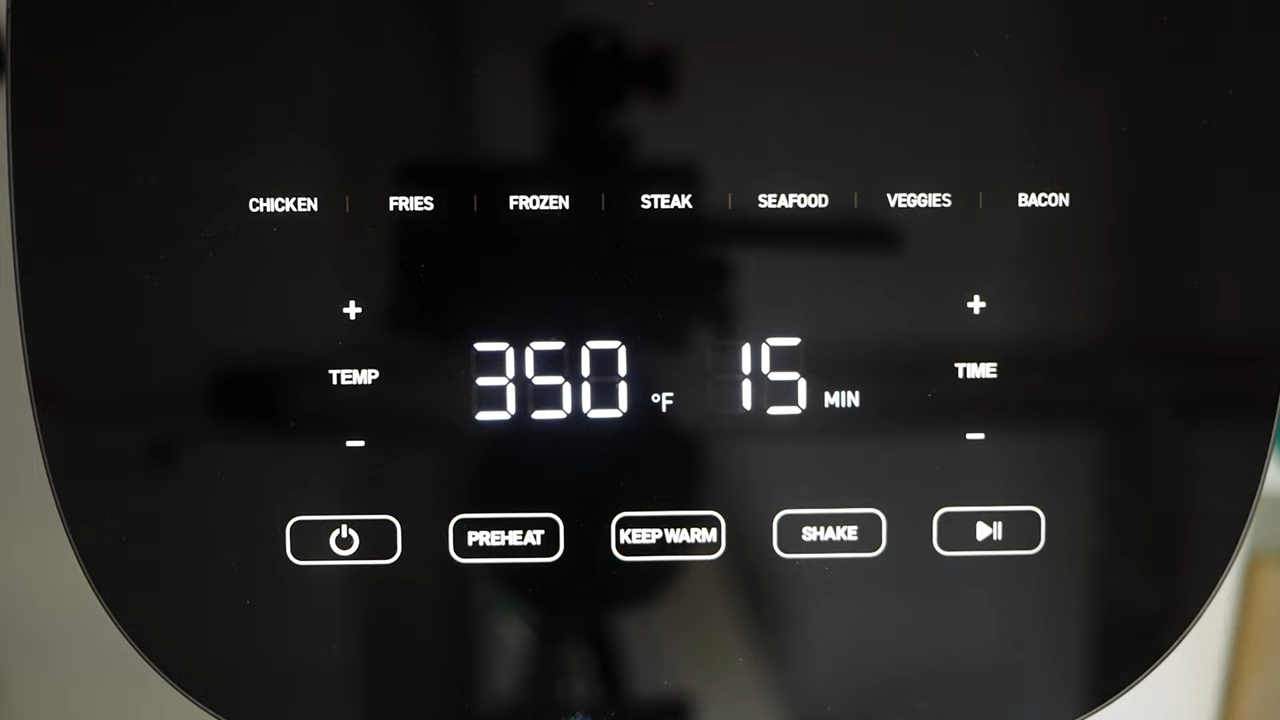 CHICKEN | FRIES | FROZEN | STEAK | SEAFOOD | VEGGIES | BACON
+ +
TEMP 350 °F 15 MIN TIME
- -
PREHEAT KEEP WARM SHAKE